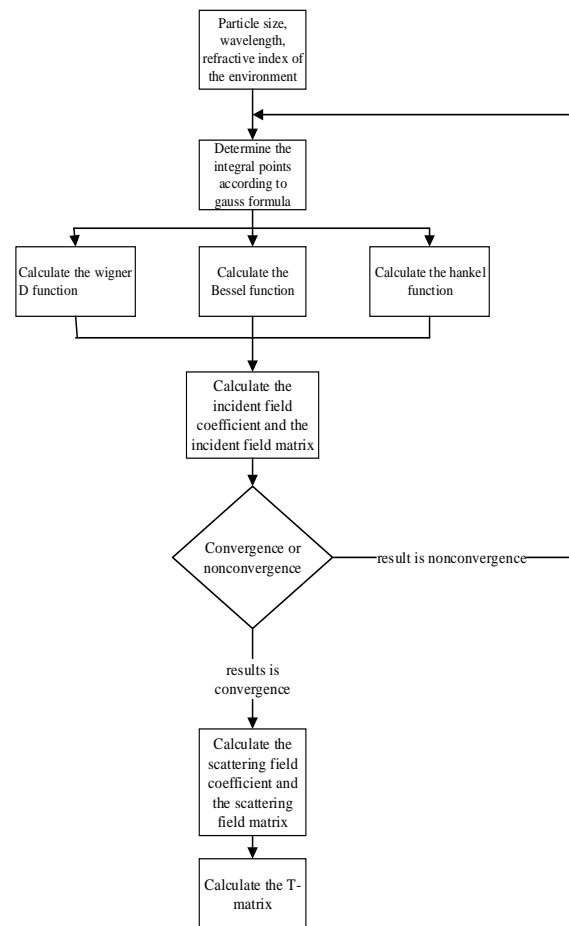 Particle size,
wavelength,
refractive index of
the environment
Determine the
integral points
according to
gauss formula
Calculate the wigner
D function
Calculate the
Bessel function
Calculate the hankel
function
Calculate the
incident field
coefficient and the
incident field matrix
Convergence or
nonconvergence
result is nonconvergence
results is
convergence
Calculate the
scattering field
coefficient and
the scattering
field matrix
Calculate the T-
matrix